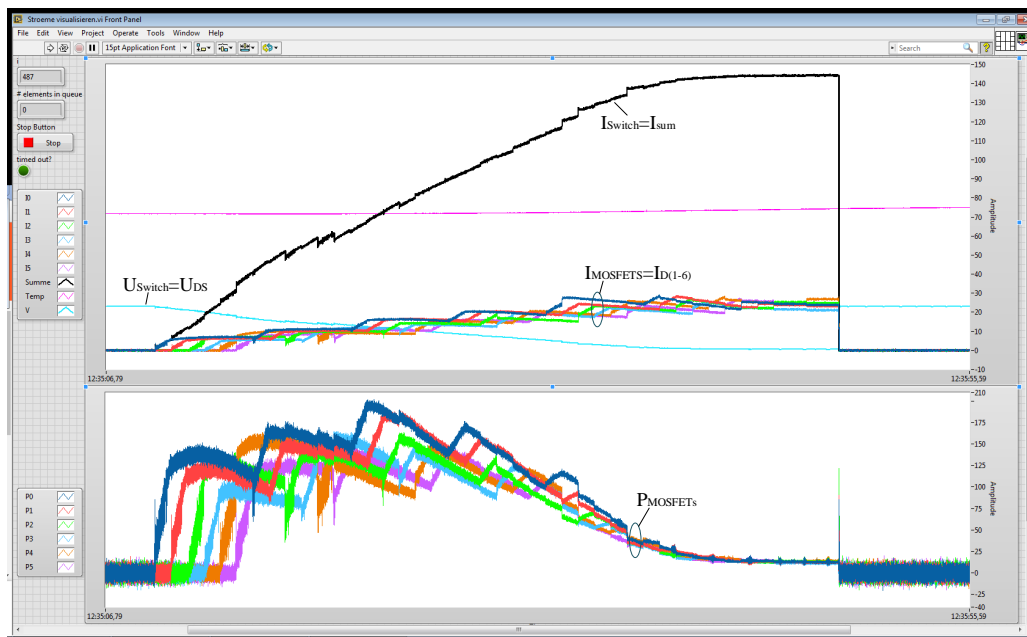 Stroeme visualisieren.vi Front Panel
File Edit View Project Operate Tools Window Help
15pt Application Font
Search
?
i
487
# elements in queue
0
Stop Button
Stop
timed out?
I0
I1
I2
I3
I4
I5
Summe
Temp
V
ISwitch=Isum
USwitch=UDS
IMOSFETS=ID(1-6)
150
140
130
120
110
100
90
80
70
60
50
40
30
20
10
0
-10
Amplitude
12:35:06,79
12:35:55,59
P0
P1
P2
P3
P4
P5
PMOSFETs
210
175
150
125
100
75
50
25
0
-25
-40
Amplitude
12:35:06,79
12:35:55,59